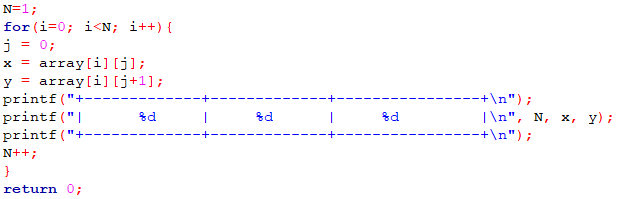 N=1;
for(i=0; i<N; i++){
j = 0;
x = array[i][j];
y = array[i][j+1];
printf("+-------------+-------------+----------------+\n");
printf("|      %d     |     %d      |     %d         |\n", N, x, y);
printf("+-------------+-------------+----------------+\n");
N++;
}
return 0;